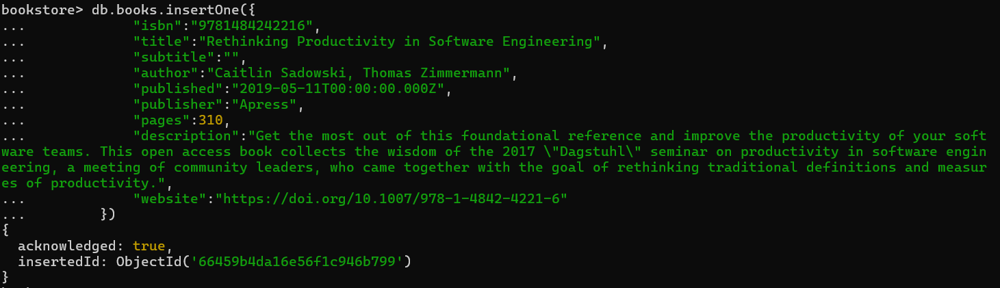 bookstore> db.books.insertOne({
... "isbn":"9781484242216",
... "title":"Rethinking Productivity in Software Engineering",
... "subtitle":"",
... "author":"Caitlin Sadowski, Thomas Zimmermann",
... "published":"2019-05-11T00:00:00.000Z",
... "publisher":"Apress",
... "pages":310,
... "description":"Get the most out of this foundational reference and improve the productivity of your soft
ware teams. This open access book collects the wisdom of the 2017 \"Dagstuhl\" seminar on productivity in software engin
eering, a meeting of community leaders, who came together with the goal of rethinking traditional definitions and measur
es of productivity.",
... "website":"https://doi.org/10.1007/978-1-4842-4221-6"
... })
{
acknowledged: true,
insertedId: ObjectId('66459b4da16e56f1c946b799')
}